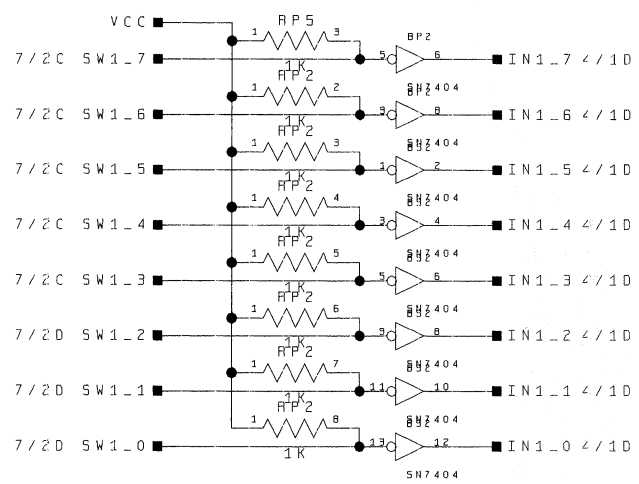 VCC
1 RP5 3
BP2
7/2C SW1_7 5 6 IN1_7 4/1D
1K
1 RP2 2
BP2
7/2C SW1_6 9 8 IN1_6 4/1D
1K
1 RP2 3
SN7404
7/2C SW1_5 1 2 IN1_5 4/1D
1K
1 RP2 4
SN7404
7/2C SW1_4 3 4 IN1_4 4/1D
1K
1 RP2 5
SN7404
7/2C SW1_3 5 6 IN1_3 4/1D
1K
1 RP2 6
SN7404
7/2D SW1_2 9 8 IN1_2 4/1D
1K
1 RP2 7
SN7404
7/2D SW1_1 11 10 IN1_1 4/1D
1K
1 RP2 8
SN7404
7/2D SW1_0 13 12 IN1_0 4/1D
1K
SN7404